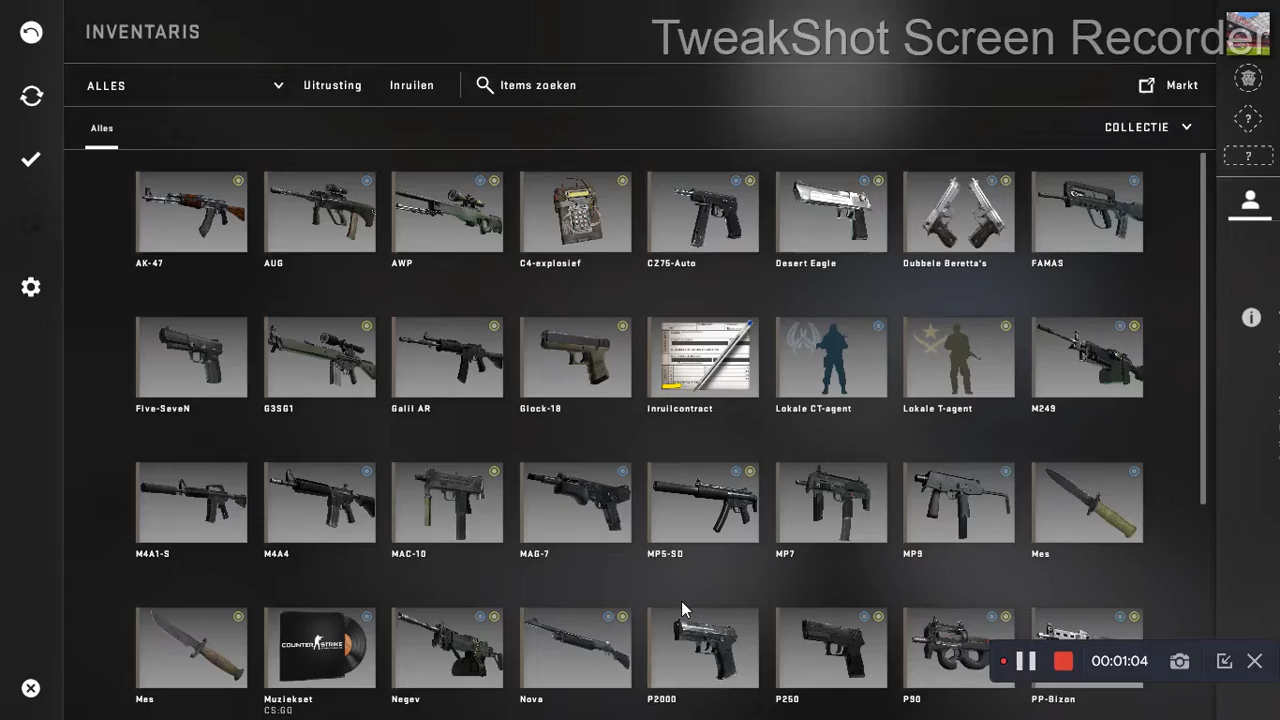 INVENTARIS
TweakShot Screen Recorder
ALLES Uitrusting Inruilen Items zoeken Markt
Alles COLLECTIE
AK-47 AUG AWP C4-explosief CZ75-Auto Desert Eagle Dubbele Beretta's FAMAS
Five-SeveN G3SG1 Galil AR Glock-18 Inruilcontract Lokale CT-agent Lokale T-agent M249
M4A1-S M4A4 MAC-10 MAG-7 MP5-SD MP7 MP9 Mes
COUNTER STRIKE
00:01:04
Mes Muziekset Negev Nova P2000 P250 P90 PP-Bizon
CS:GO